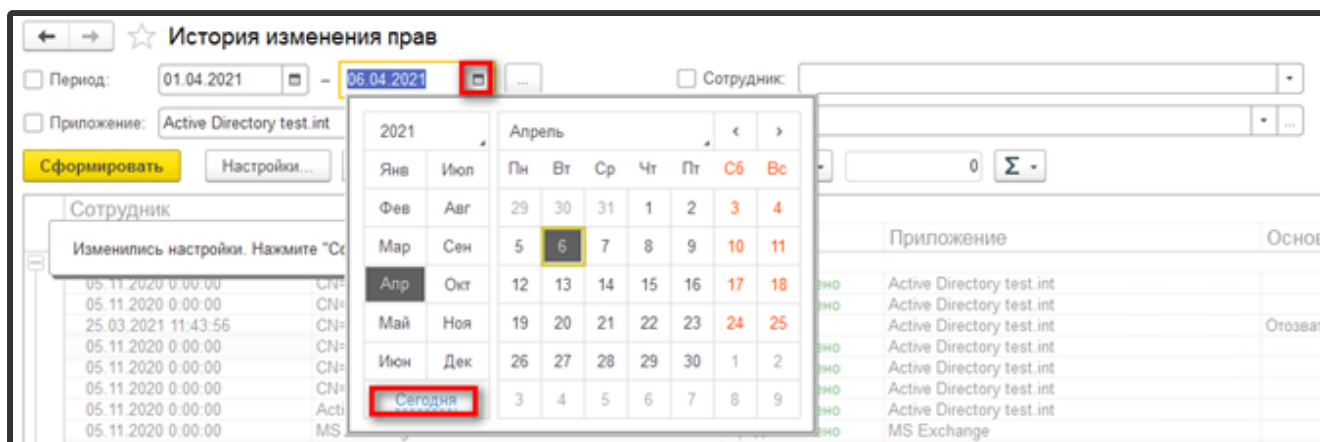 История изменения прав
Период: 01.04.2021 – 06.04.2021 ... Сотрудник:
Приложение: Active Directory test.int ...
2021 Апрель
Сформировать Настройки... 0 Σ
Янв Июл Пн Вт Ср Чт Пт Сб Вс
Сотрудник
Фев Авг 29 30 31 1 2 3 4
Приложение
Изменились настройки. Нажмите "
Мар Сен 5 6 7 8 9 10 11
05.11.2020 0:00:00 CN= Active Directory test.int
Апр Окт 12 13 14 15 16 17 18
05.11.2020 0:00:00 CN= Active Directory test.int
25.03.2021 11:43:56 CN= Active Directory test.int
Май Ноя 19 20 21 22 23 24 25
05.11.2020 0:00:00 CN= Active Directory test.int
05.11.2020 0:00:00 CN= Active Directory test.int
Июн Дек 26 27 28 29 30 1 2
05.11.2020 0:00:00 CN= Active Directory test.int
Сегодня 3 4 5 6 7 8 9
05.11.2020 0:00:00 Active Directory test.int
05.11.2020 0:00:00 MS MS Exchange